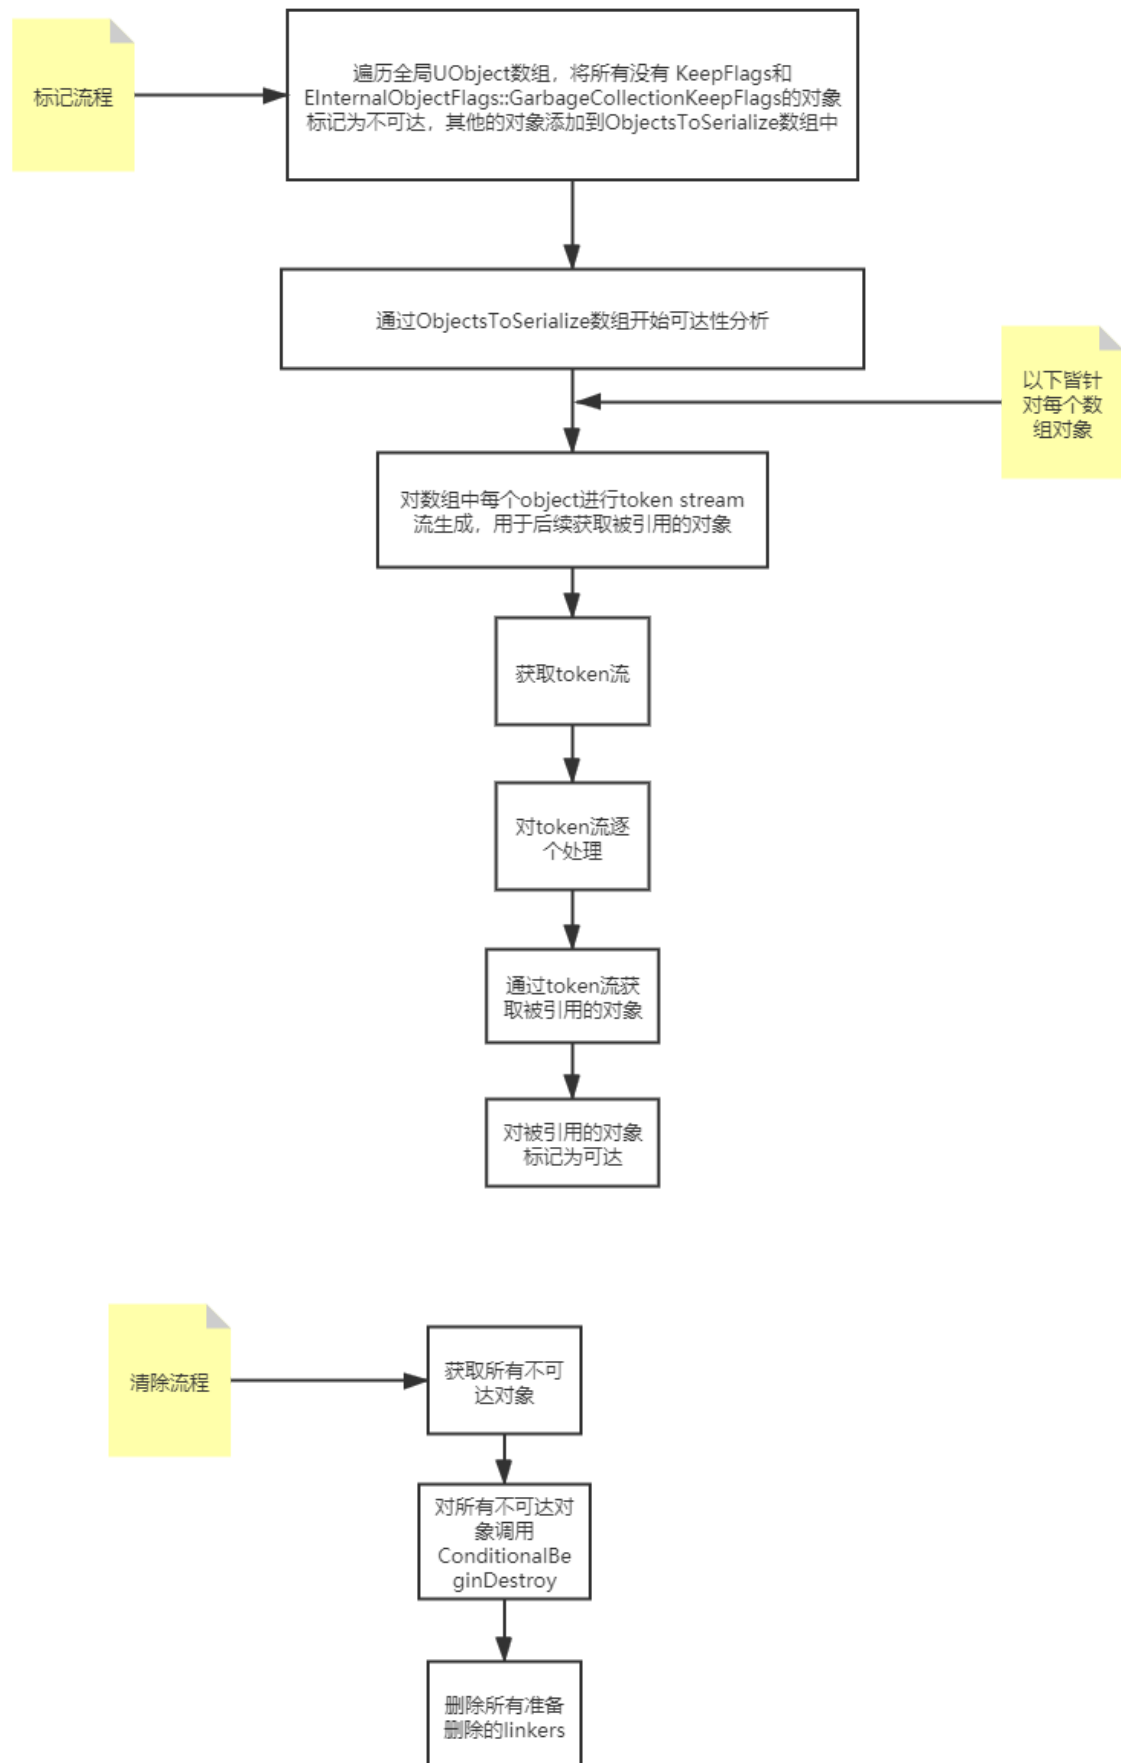 标记流程
遍历全局UObject数组，将所有没有 KeepFlags和
EInternalObjectFlags::GarbageCollectionKeepFlags的对象
标记为不可达，其他的对象添加到ObjectsToSerialize数组中
通过ObjectsToSerialize数组开始可达性分析
以下皆针
对每个数
组对象
对数组中每个object进行token stream
流生成，用于后续获取被引用的对象
获取token流
对token流逐
个处理
通过token流获
取被引用的对象
对被引用的对象
标记为可达
清除流程
获取所有不可
达对象
对所有不可达对
象调用
ConditionalBe
ginDestroy
删除所有准备
删除的linkers